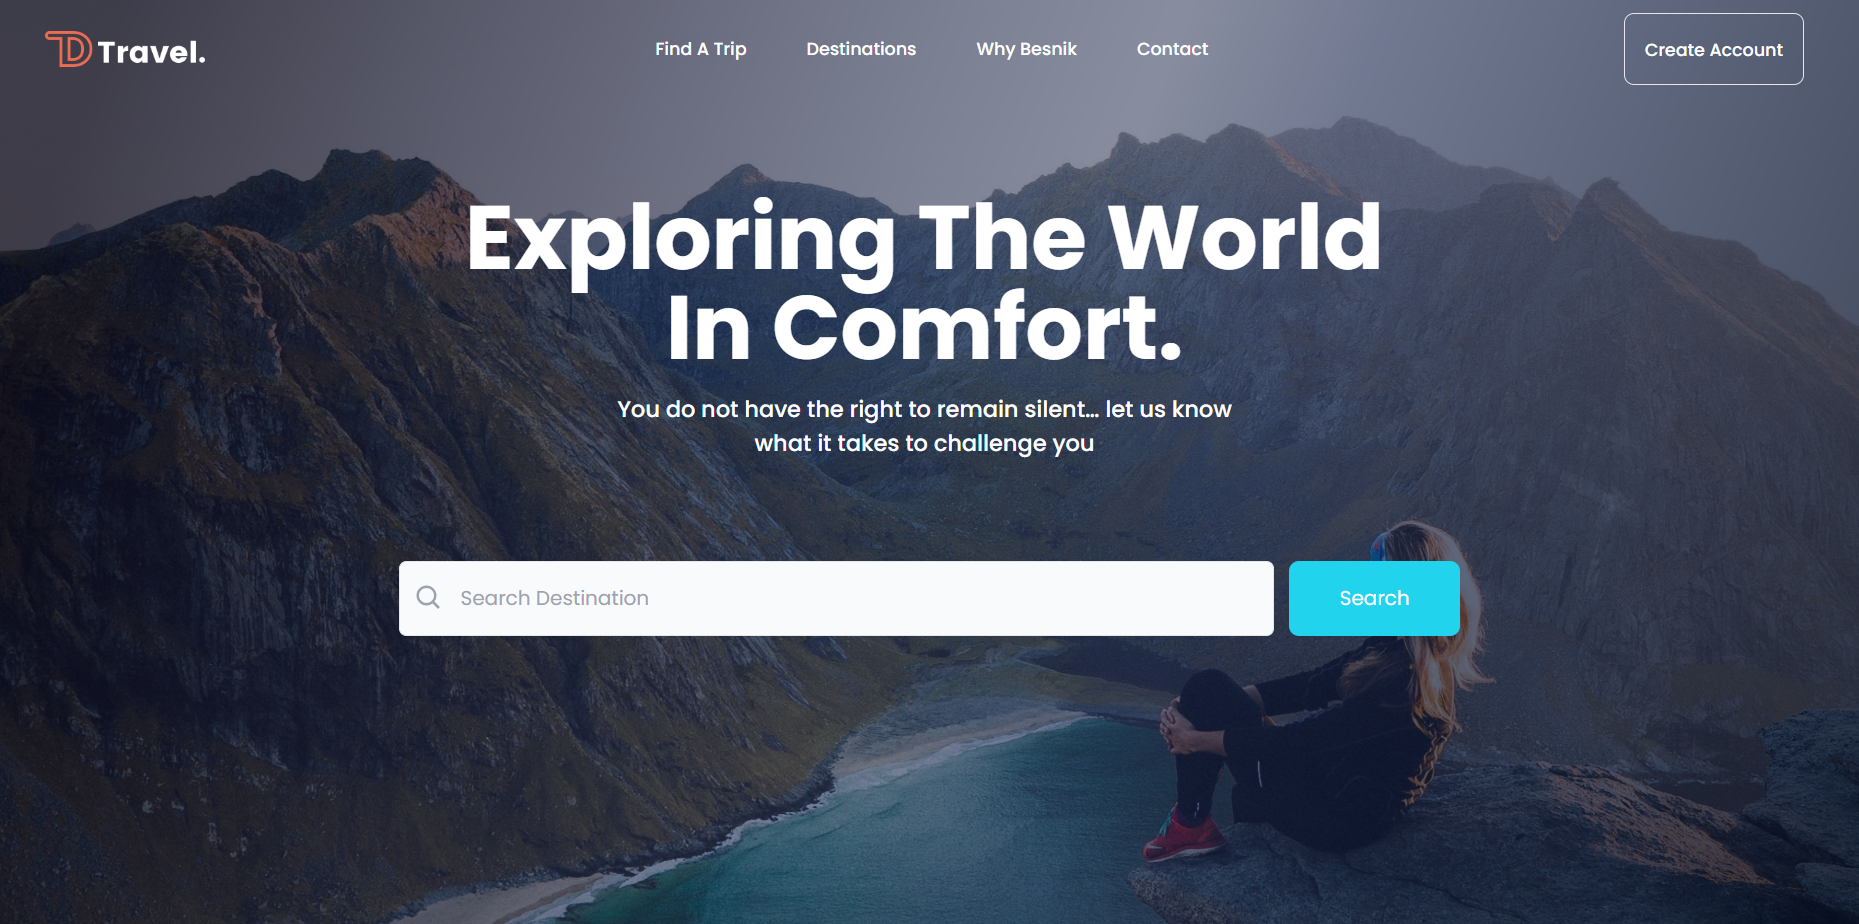 Travel.
Find A Trip
Destinations
Why Besnik
Contact
Create Account
Exploring The World
In Comfort.
You do not have the right to remain silent... let us know
what it takes to challenge you
Search Destination
Search